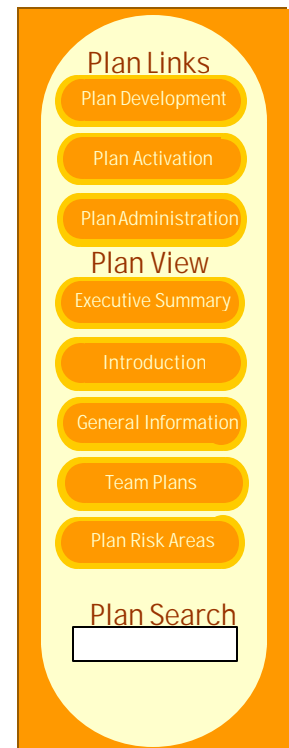 Plan Links
Plan Development
Plan Activation
Plan Administration
Plan View
Executive Summary
Introduction
General Information
Team Plans
Plan Risk Areas
Plan Search